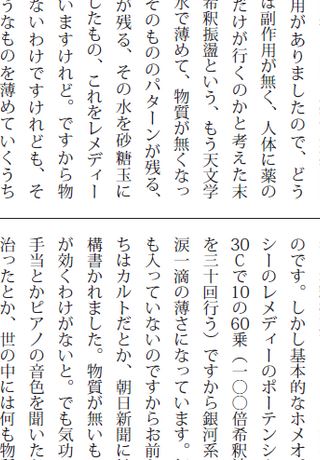 用がありましたので、どう
は副作用が無く、人体に薬の
だけが行くのかと考えた末
希釈振盪という、もう天文学
水で薄めて、物質が無くなっ
そのもののパターンが残る、
が残る、その水を砂糖玉に
したもの、これをレメディー
いますけれど。ですから物
ないわけですけれども、そ
うなものを薄めていくうち
のです。しかし基本的なホメオ
シーのレメディーのポテンシ
30Cで10の60乗(一〇〇倍希釈
を三十回行う)ですから銀河系
涙一滴の薄さになっています。
も入っていないのですからお前
ちはカルトだとか、朝日新聞に
構書かれました。物質が無いも
が効くわけがないと。でも気功
手当とかピアノの音色を聞いた
治ったとか、世の中には何も物